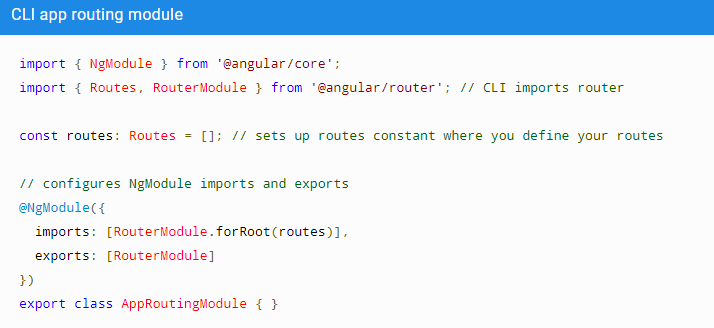 CLI app routing module
import { NgModule } from '@angular/core';
import { Routes, RouterModule } from '@angular/router'; // CLI imports router
const routes: Routes = []; // sets up routes constant where you define your routes
// configures NgModule imports and exports
@NgModule({
  imports: [RouterModule.forRoot(routes)],
  exports: [RouterModule]
})
export class AppRoutingModule { }